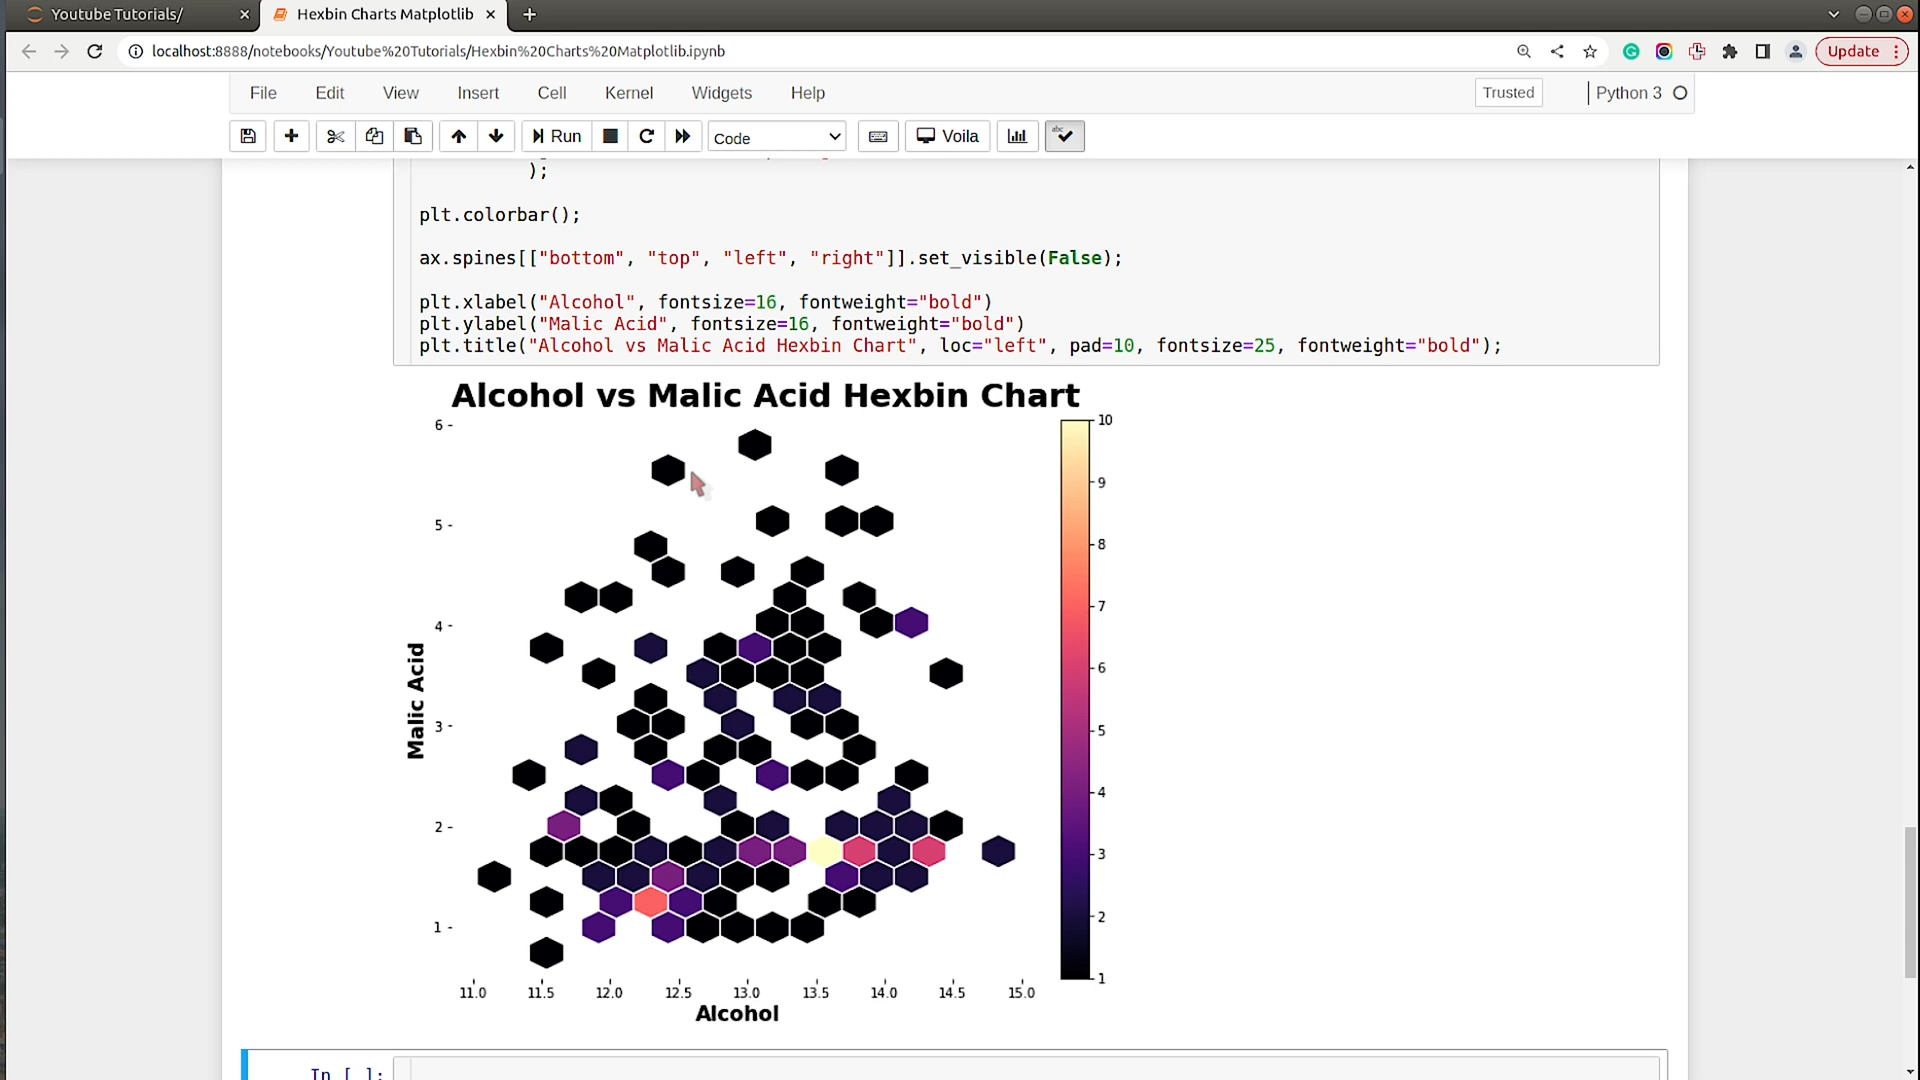 Youtube Tutorials/
Hexbin Charts Matplotlib
localhost:8888/notebooks/Youtube%20Tutorials/Hexbin%20Charts%20Matplotlib.ipynb
Update
File Edit View Insert Cell Kernel Widgets Help
Trusted
Python 3
Run
Code
Voila
);
plt.colorbar();
ax.spines[["bottom", "top", "left", "right"]].set_visible(False);
plt.xlabel("Alcohol", fontsize=16, fontweight="bold")
plt.ylabel("Malic Acid", fontsize=16, fontweight="bold")
plt.title("Alcohol vs Malic Acid Hexbin Chart", loc="left", pad=10, fontsize=25, fontweight="bold");
Alcohol vs Malic Acid Hexbin Chart
6
5
4
3
2
1
Malic Acid
11.0 11.5 12.0 12.5 13.0 13.5 14.0 14.5 15.0
Alcohol
10
9
8
7
6
5
4
3
2
1
In [ ]: